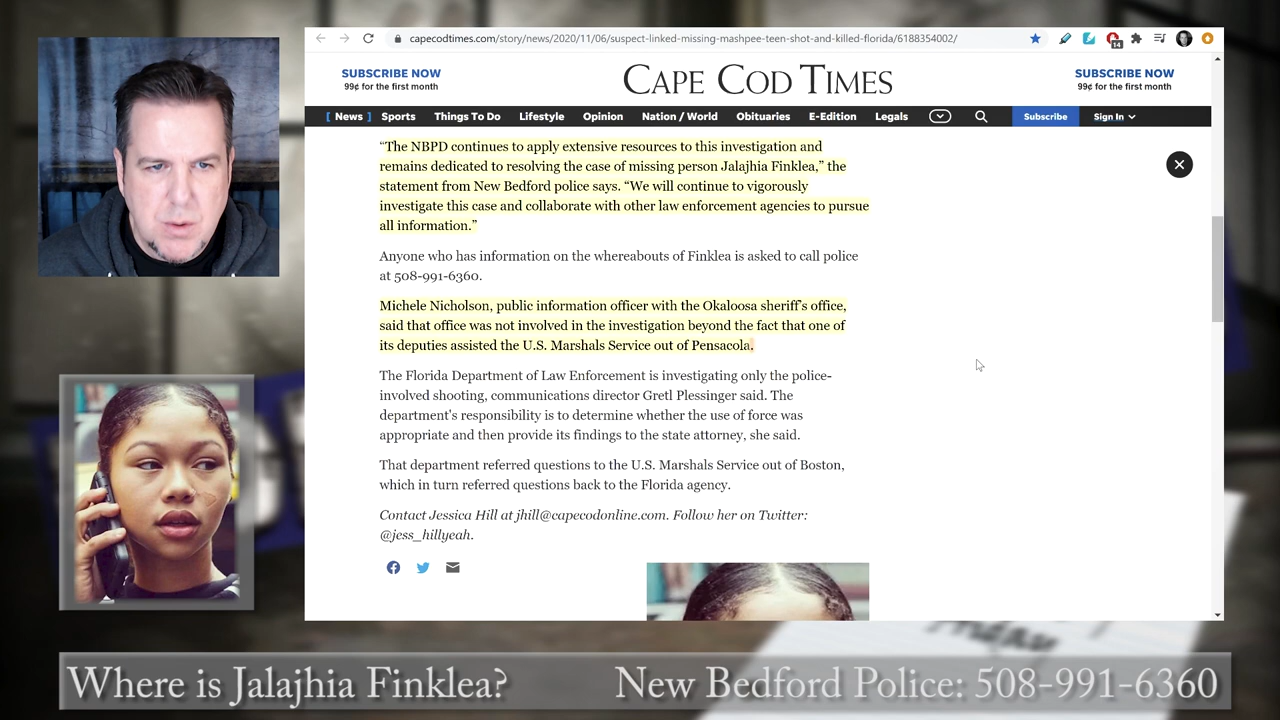 capecodtimes.com/story/news/2020/11/06/suspect-linked-missing-mashpee-teen-shot-and-killed-florida/6188354002/
14
SUBSCRIBE NOW
99¢ for the first month
CAPE COD TIMES
SUBSCRIBE NOW
99¢ for the first month
[ News ] Sports Things To Do Lifestyle Opinion Nation / World Obituaries E-Edition Legals Subscribe Sign In
“The NBPD continues to apply extensive resources to this investigation and
remains dedicated to resolving the case of missing person Jalajhia Finklea,” the
statement from New Bedford police says. “We will continue to vigorously
investigate this case and collaborate with other law enforcement agencies to pursue
all information.”
Anyone who has information on the whereabouts of Finklea is asked to call police
at 508-991-6360.
Michele Nicholson, public information officer with the Okaloosa sheriff’s office,
said that office was not involved in the investigation beyond the fact that one of
its deputies assisted the U.S. Marshals Service out of Pensacola.
The Florida Department of Law Enforcement is investigating only the police-
involved shooting, communications director Gretl Plessinger said. The
department's responsibility is to determine whether the use of force was
appropriate and then provide its findings to the state attorney, she said.
That department referred questions to the U.S. Marshals Service out of Boston,
which in turn referred questions back to the Florida agency.
Contact Jessica Hill at jhill@capecodonline.com. Follow her on Twitter:
@jess_hillyeah.
Where is Jalajhia Finklea? New Bedford Police: 508-991-6360